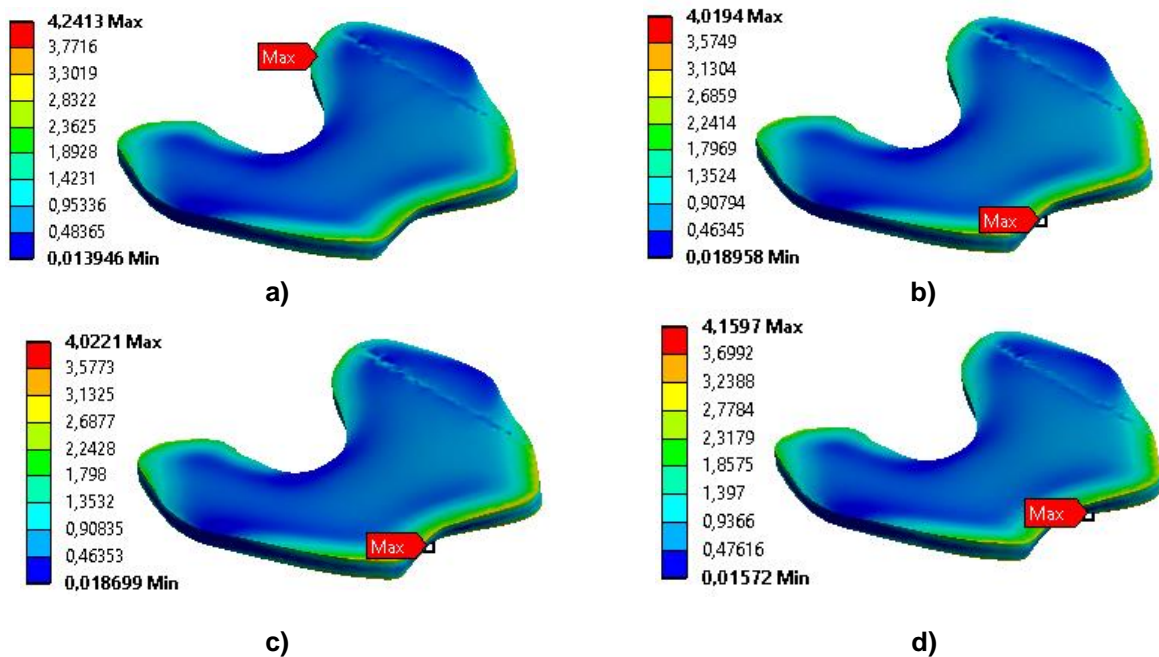 4,2413 Max
3,7716
3,3019
2,8322
2,3625
1,8928
1,4231
0,95336
0,48365
0,013946 Min
Max
a)
4,0194 Max
3,5749
3,1304
2,6859
2,2414
1,7969
1,3524
0,90794
0,46345
0,018958 Min
Max
b)
4,0221 Max
3,5773
3,1325
2,6877
2,2428
1,798
1,3532
0,90835
0,46353
0,018699 Min
Max
c)
4,1597 Max
3,6992
3,2388
2,7784
2,3179
1,8575
1,397
0,9366
0,47616
0,01572 Min
Max
d)